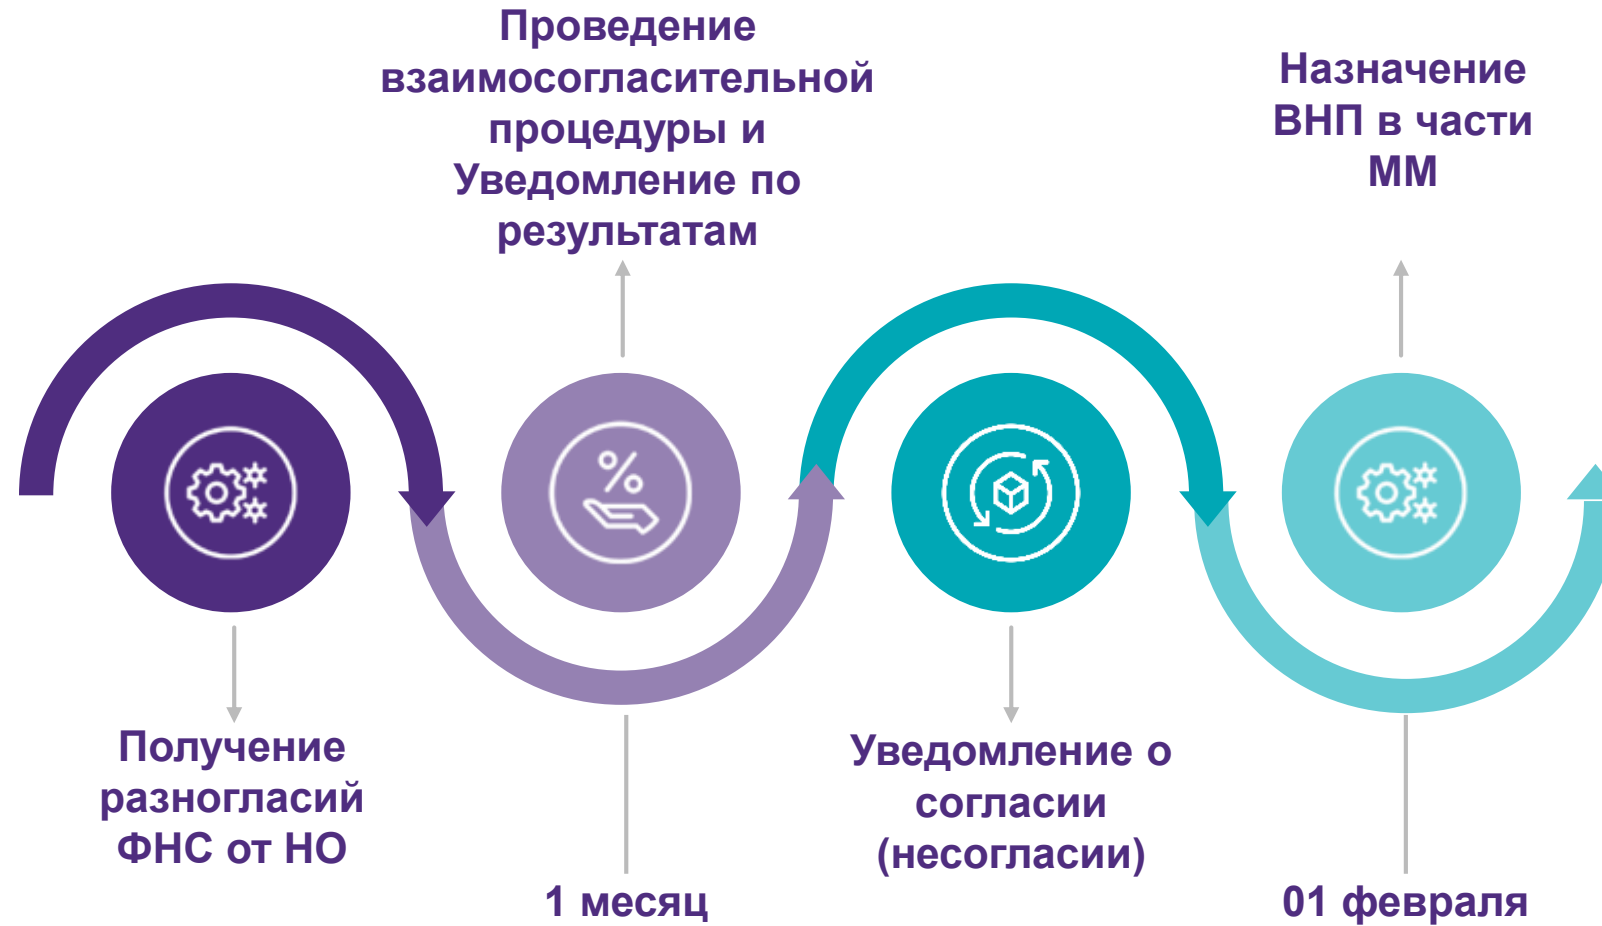 Проведение
взаимосогласительной
процедуры и
Уведомление по
результатам
Назначение
ВНП в части
ММ
Получение
разногласий
ФНС от НО
1 месяц
Уведомление о
согласии
(несогласии)
01 февраля